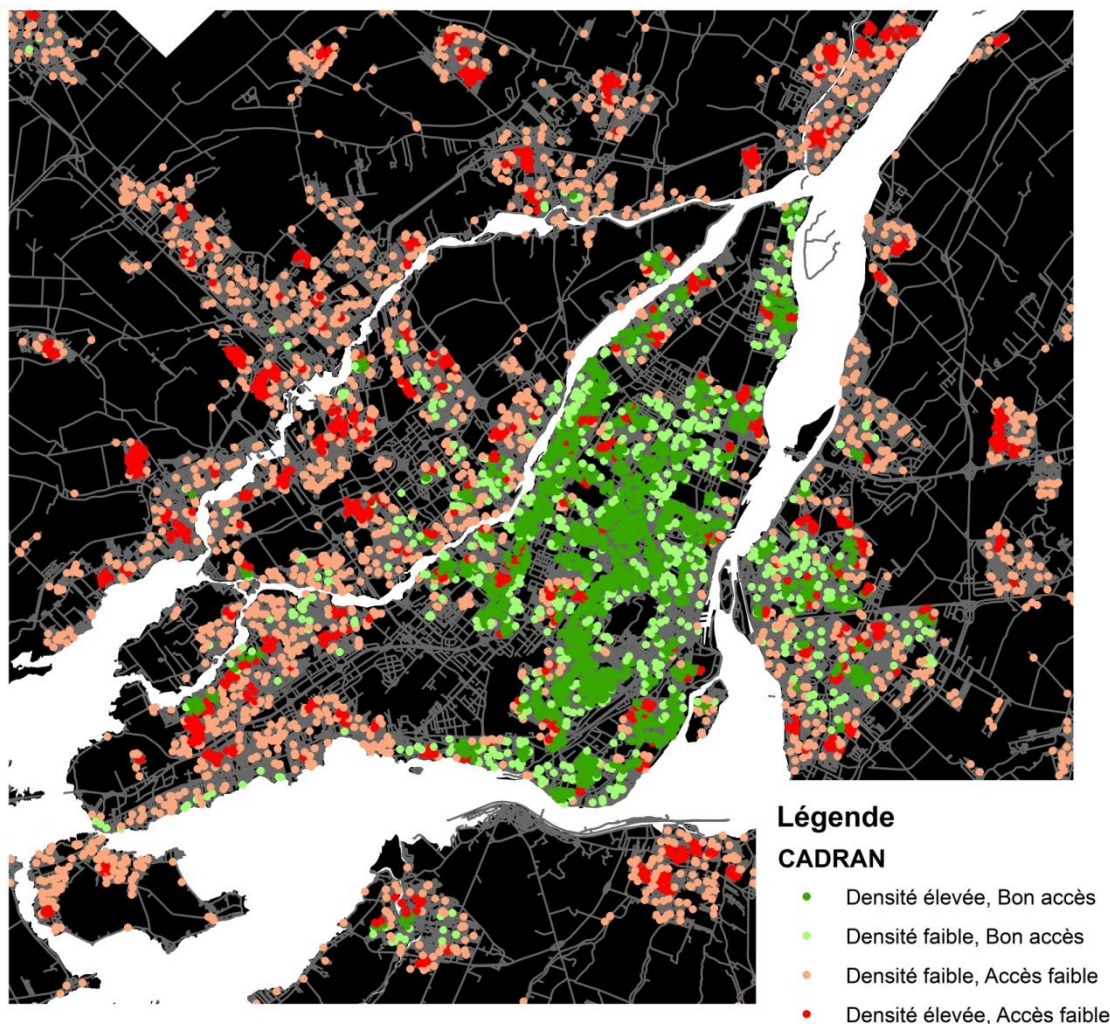 Légende
CADRAN
Densité élevée, Bon accès
Densité faible, Bon accès
Densité faible, Accès faible
Densité élevée, Accès faible